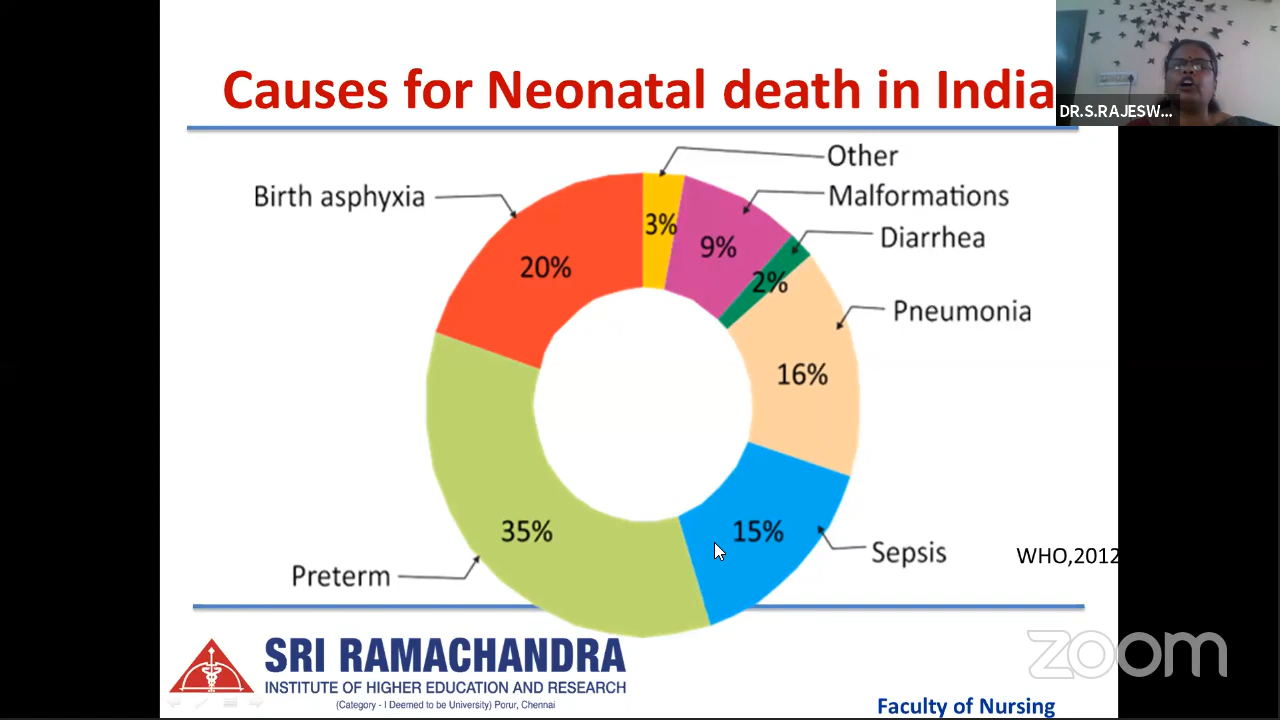 Causes for Neonatal death in India
DR.S.RAJESW...
Other
Malformations
Birth asphyxia
Diarrhea
3%
9%
20%
2%
Pneumonia
16%
35%
15%
Sepsis
WHO,2012
Preterm
SRI RAMACHANDRA
INSTITUTE OF HIGHER EDUCATION AND RESEARCH
(Category - I Deemed to be University) Porur, Chennai
zoom
Faculty of Nursing